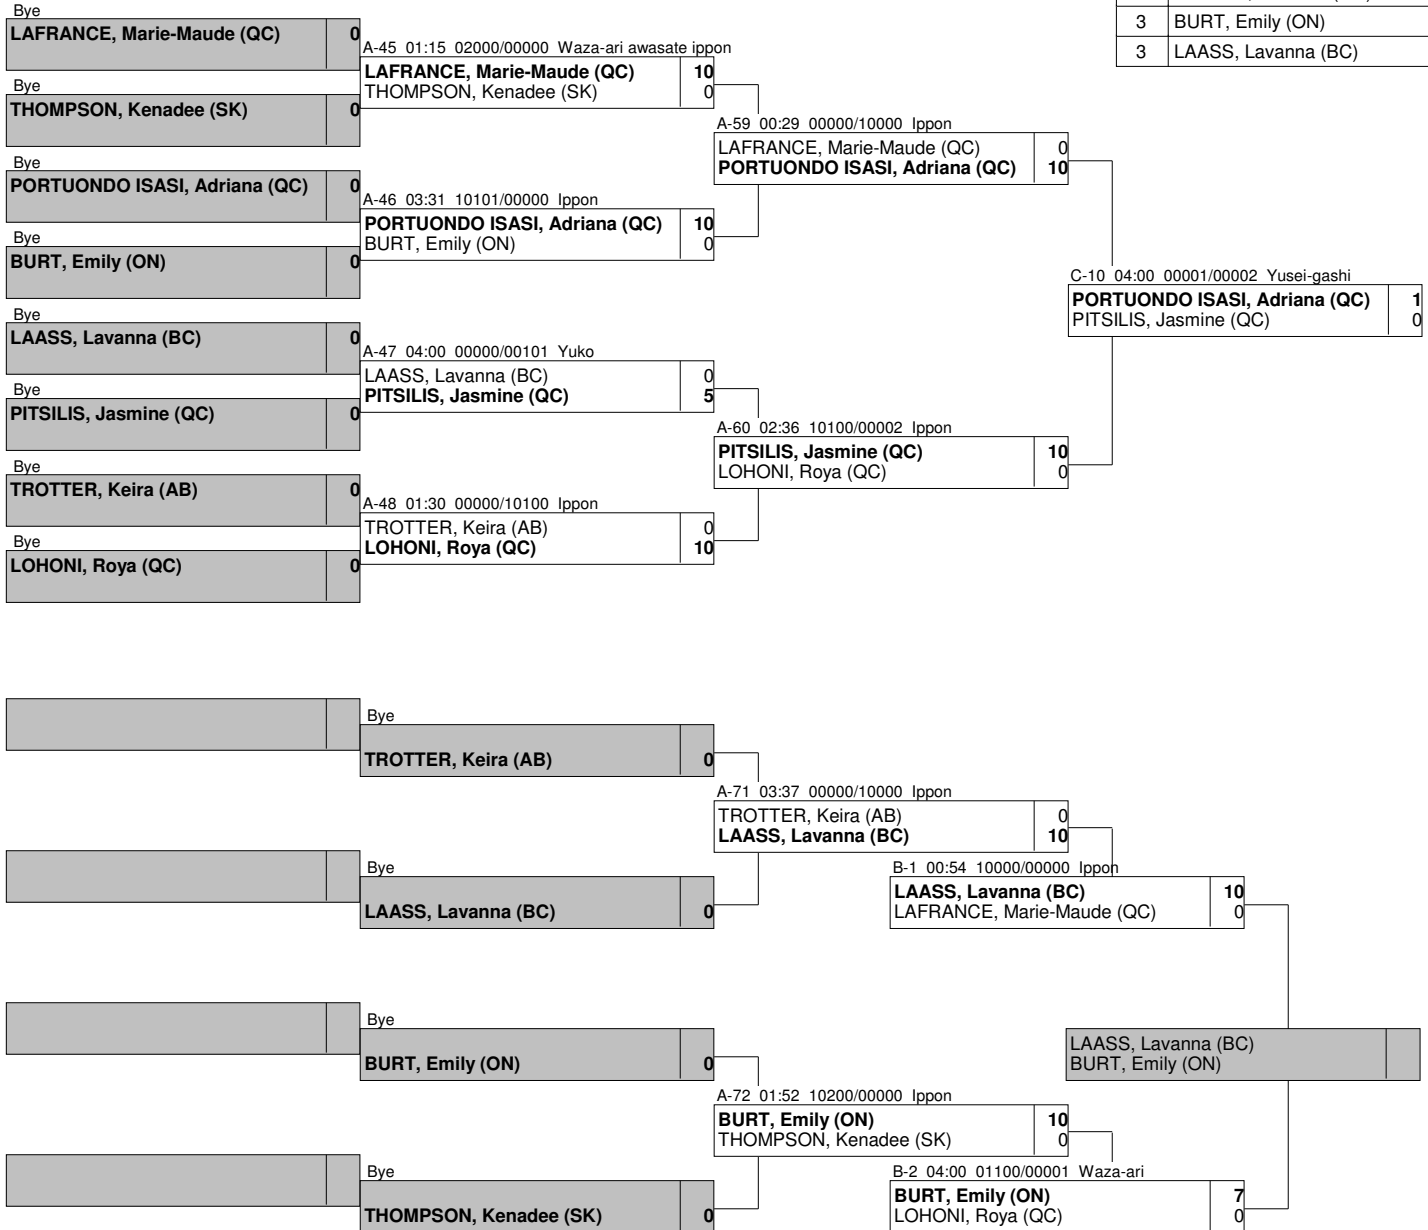 Bye
LAFRANCE, Marie-Maude (QC) 0
Bye
THOMPSON, Kenadee (SK) 0
Bye
PORTUONDO ISASI, Adriana (QC) 0
Bye
BURT, Emily (ON) 0
Bye
LAASS, Lavanna (BC) 0
Bye
PITSILIS, Jasmine (QC) 0
Bye
TROTTER, Keira (AB) 0
Bye
LOHONI, Roya (QC) 0
A-45 01:15 02000/00000 Waza-ari awasate ippon
LAFRANCE, Marie-Maude (QC) 10
THOMPSON, Kenadee (SK) 0
A-46 03:31 10101/00000 Ippon
PORTUONDO ISASI, Adriana (QC) 10
BURT, Emily (ON) 0
A-47 04:00 00000/00101 Yuko
LAASS, Lavanna (BC) 0
PITSILIS, Jasmine (QC) 5
A-48 01:30 00000/10100 Ippon
TROTTER, Keira (AB) 0
LOHONI, Roya (QC) 10
A-59 00:29 00000/10000 Ippon
LAFRANCE, Marie-Maude (QC) 0
PORTUONDO ISASI, Adriana (QC) 10
A-60 02:36 10100/00002 Ippon
PITSILIS, Jasmine (QC) 10
LOHONI, Roya (QC) 0
3 BURT, Emily (ON)
3 LAASS, Lavanna (BC)
C-10 04:00 00001/00002 Yusei-gashi
PORTUONDO ISASI, Adriana (QC) 1
PITSILIS, Jasmine (QC) 0
Bye
TROTTER, Keira (AB) 0
Bye
LAASS, Lavanna (BC) 0
Bye
BURT, Emily (ON) 0
Bye
THOMPSON, Kenadee (SK) 0
A-71 03:37 00000/10000 Ippon
TROTTER, Keira (AB) 0
LAASS, Lavanna (BC) 10
B-1 00:54 10000/00000 Ippon
LAASS, Lavanna (BC) 10
LAFRANCE, Marie-Maude (QC) 0
A-72 01:52 10200/00000 Ippon
BURT, Emily (ON) 10
THOMPSON, Kenadee (SK) 0
B-2 04:00 01100/00001 Waza-ari
BURT, Emily (ON) 7
LOHONI, Roya (QC) 0
LAASS, Lavanna (BC)
BURT, Emily (ON)